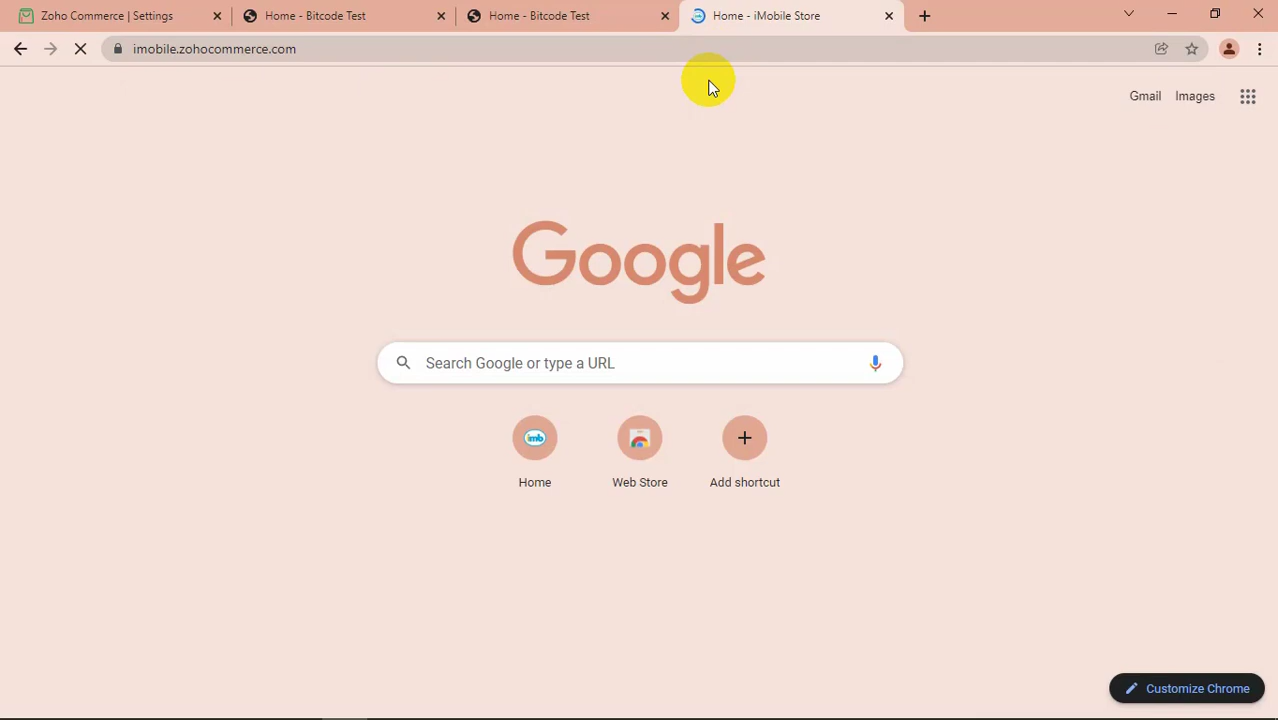 Zoho Commerce | Settings
Home - Bitcode Test
Home - Bitcode Test
Home - iMobile Store
imobile.zohocommerce.com
Gmail
Images
Google
Search Google or type a URL
imb
Home
Web Store
Add shortcut
Customize Chrome